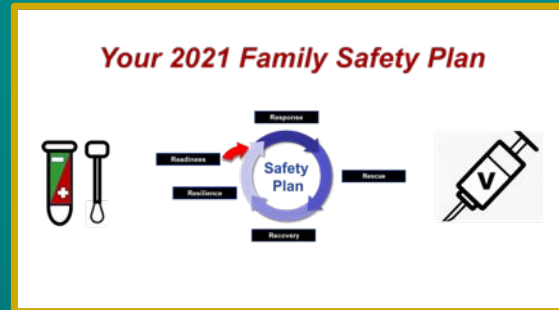 Your 2021 Family Safety Plan
Response
Readiness
Safety
Plan
Rescue
Resilience
Recovery
V